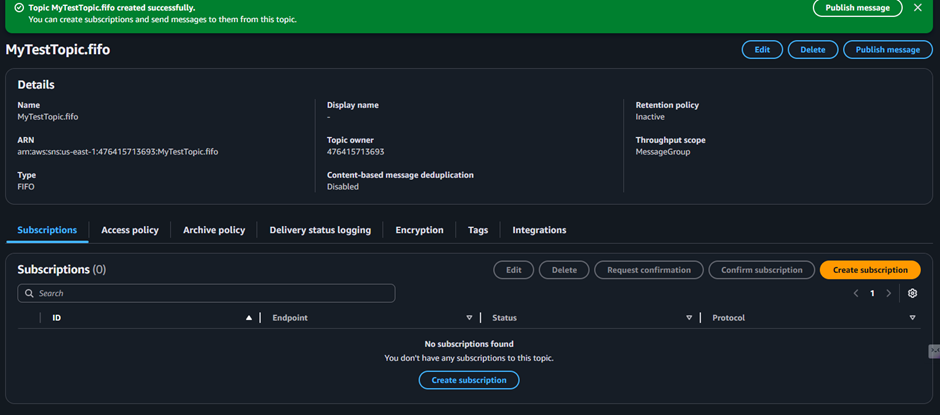 Topic MyTestTopic.fifo created successfully.
You can create subscriptions and send messages to them from this topic.
Publish message
MyTestTopic.fifo
Edit
Delete
Publish message
Details
Name
MyTestTopic.fifo
Display name
-
Retention policy
Inactive
ARN
arn:aws:sns:us-east-1:476415713693:MyTestTopic.fifo
Topic owner
476415713693
Throughput scope
MessageGroup
Type
FIFO
Content-based message deduplication
Disabled
Subscriptions
Access policy
Archive policy
Delivery status logging
Encryption
Tags
Integrations
Subscriptions (0)
Edit
Delete
Request confirmation
Confirm subscription
Create subscription
Search
1
ID
Endpoint
Status
Protocol
No subscriptions found
You don't have any subscriptions to this topic.
Create subscription